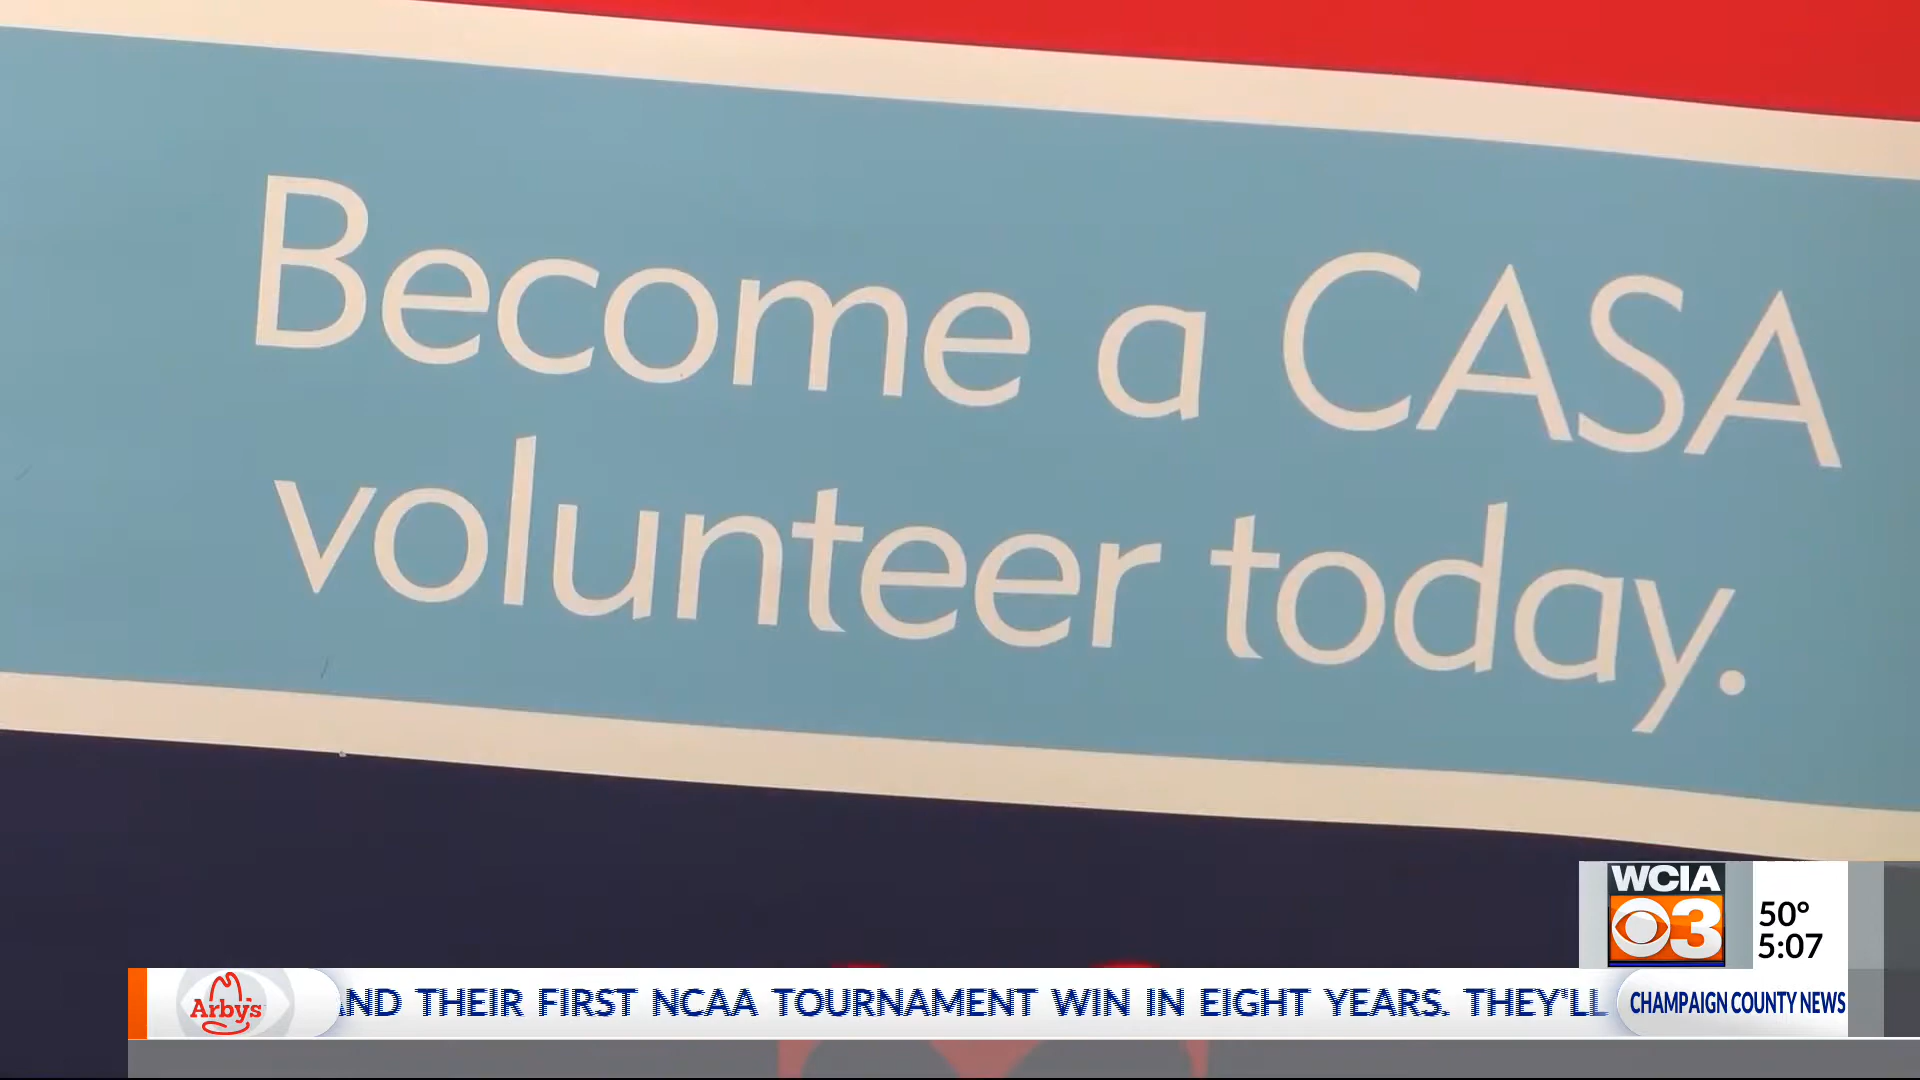 Become a CASA
volunteer today.
WCIA
3
50°
5:07
Arby's
AND THEIR FIRST NCAA TOURNAMENT WIN IN EIGHT YEARS. THEY'LL
CHAMPAIGN COUNTY NEWS